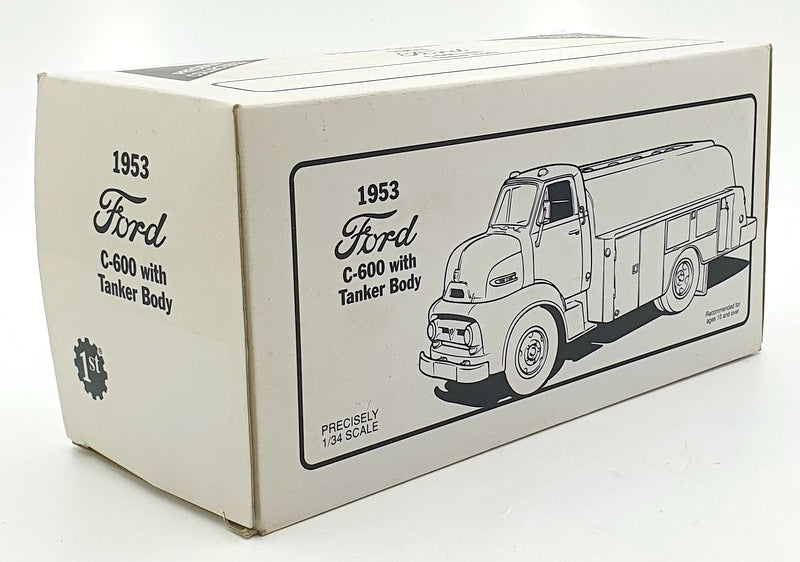 1953
Ford
C-600 with
Tanker Body
1st®
1953
Ford
C-600 with
Tanker Body
PRECISELY
1/34 SCALE
Recommended for
ages 10 and over